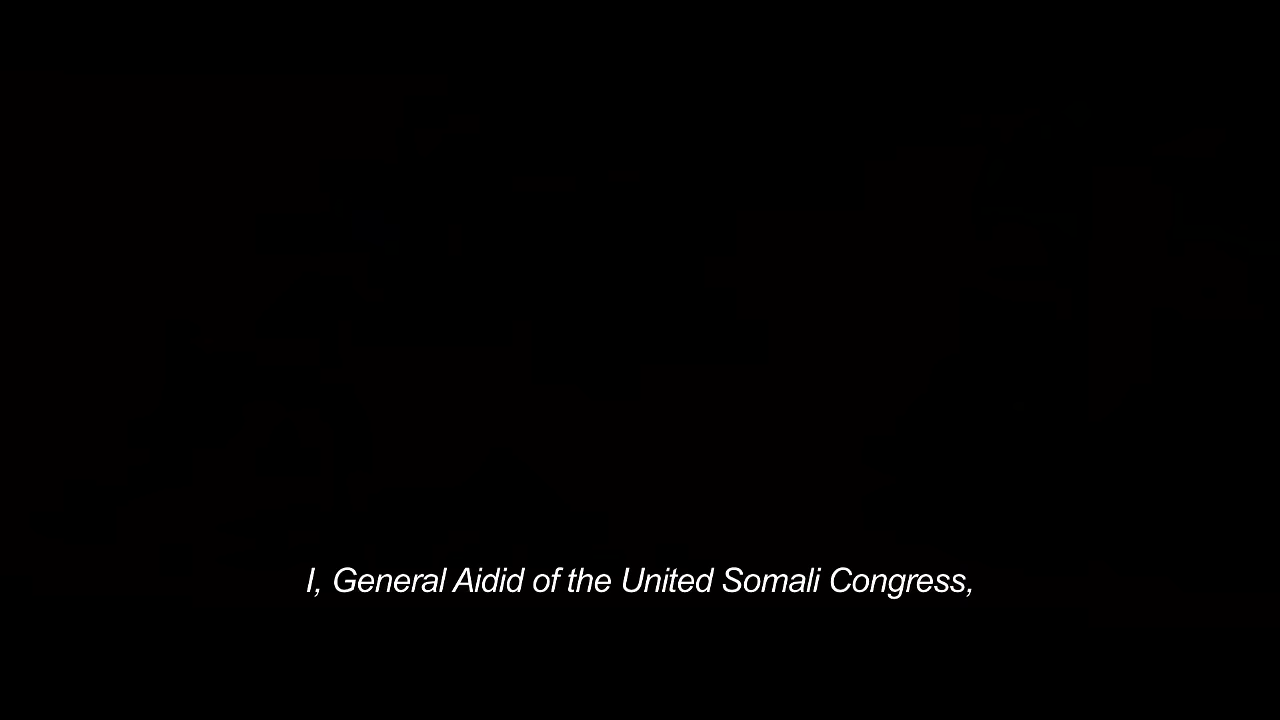 I, General Aidid of the United Somali Congress,